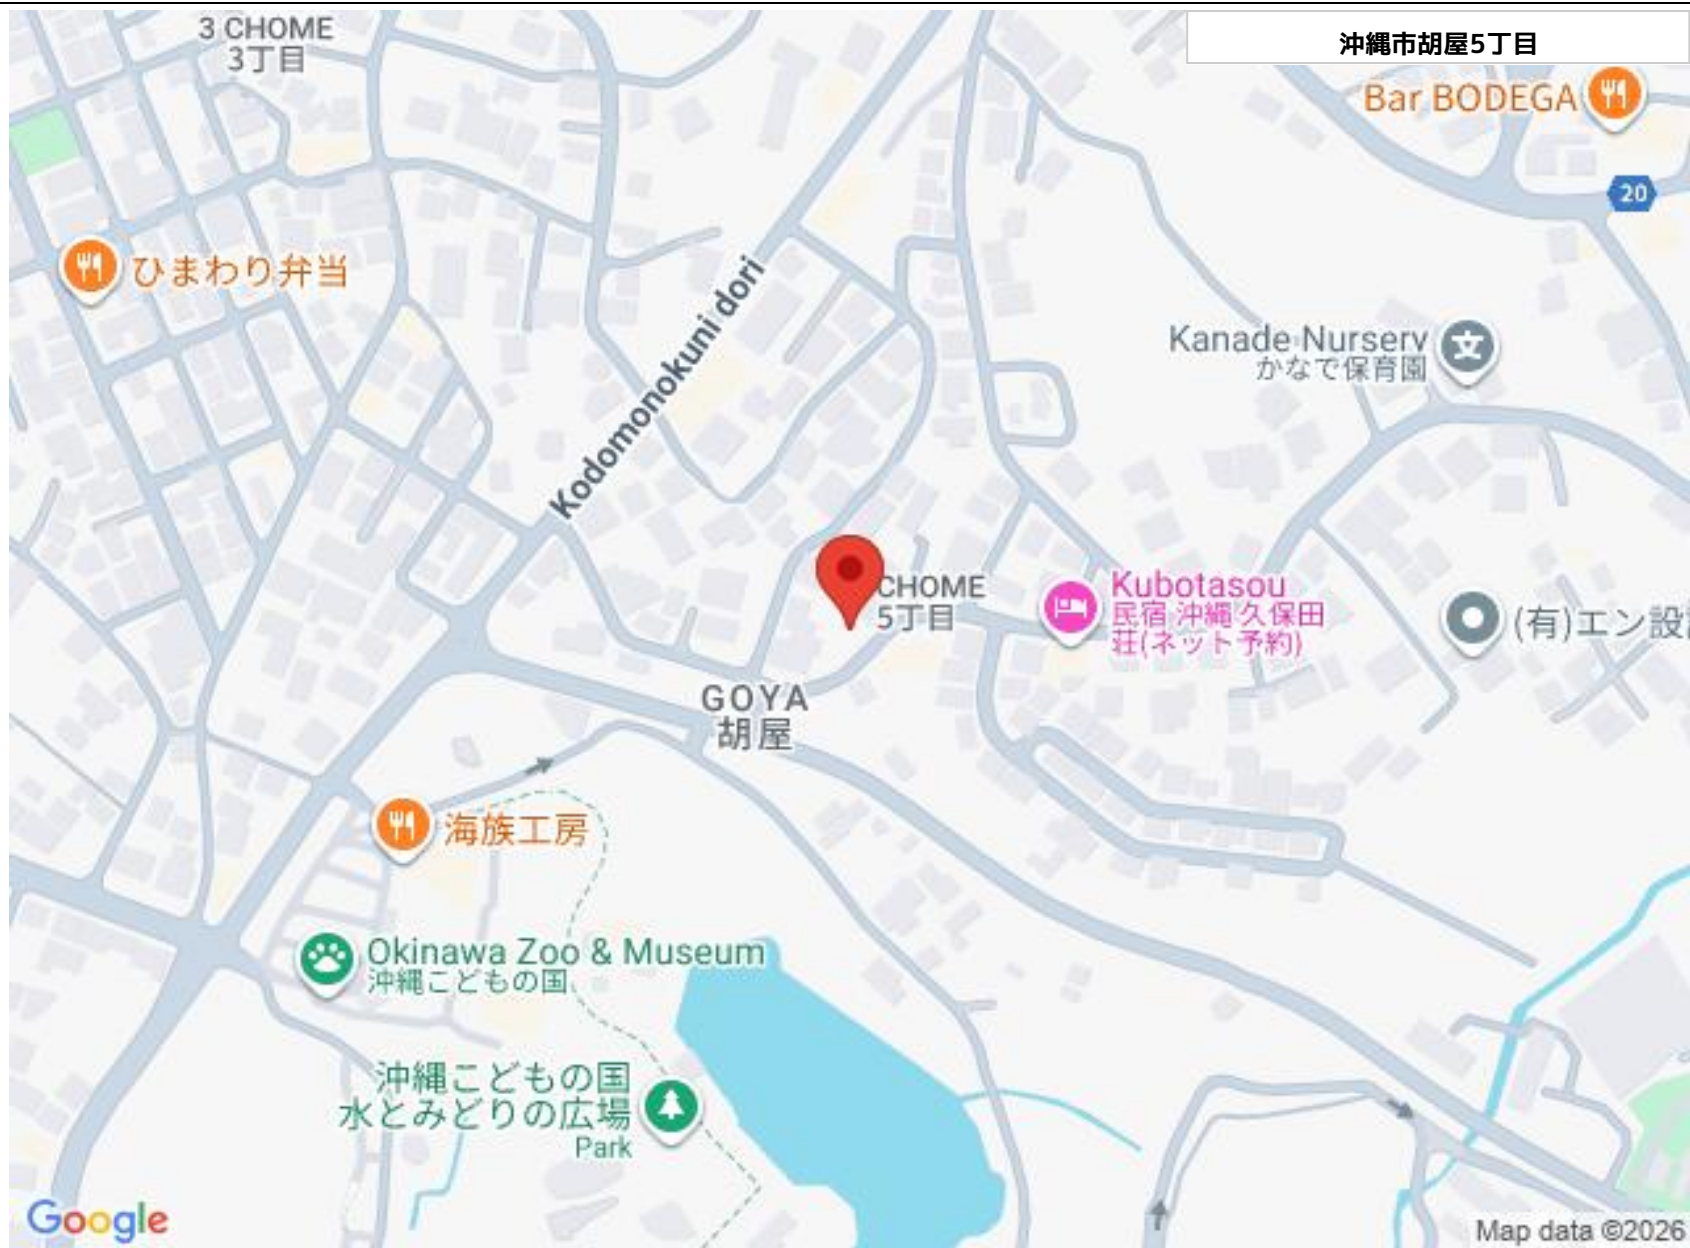 3 CHOME
3丁目
沖縄市胡屋5丁目
Bar BODEGA
20
ひまわり弁当
Kodomonokuni dori
Kanade Nursery
かなで保育園
CHOME
5丁目
Kubotasou
民宿 沖縄 久保田
荘(ネット予約)
(有)エン設
GOYA
胡屋
海族工房
Okinawa Zoo & Museum
沖縄こどもの国
沖縄こどもの国
水とみどりの広場
Park
Google
Map data ©2026